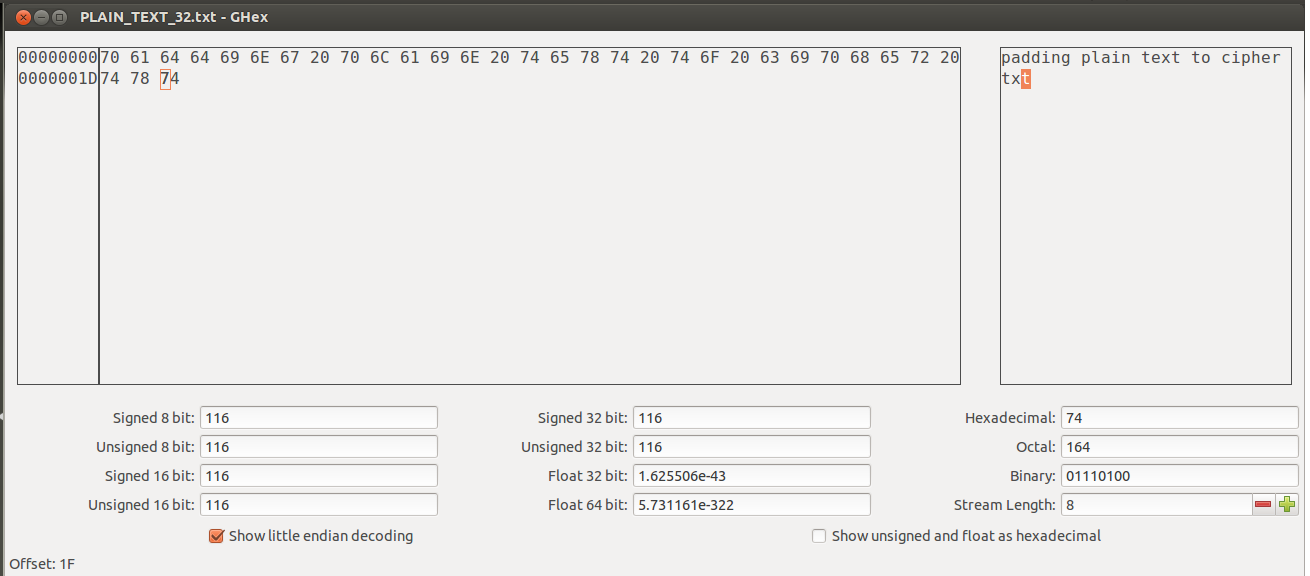 PLAIN_TEXT_32.txt - GHex
00000000 70 61 64 64 69 6E 67 20 70 6C 61 69 6E 20 74 65 78 74 20 74 6F 20 63 69 70 68 65 72 20 padding plain text to cipher
0000001D 74 78 74 txt
Signed 8 bit: 116 Signed 32 bit: 116 Hexadecimal: 74
Unsigned 8 bit: 116 Unsigned 32 bit: 116 Octal: 164
Signed 16 bit: 116 Float 32 bit: 1.625506e-43 Binary: 01110100
Unsigned 16 bit: 116 Float 64 bit: 5.731161e-322 Stream Length: 8
Show little endian decoding Show unsigned and float as hexadecimal
Offset: 1F